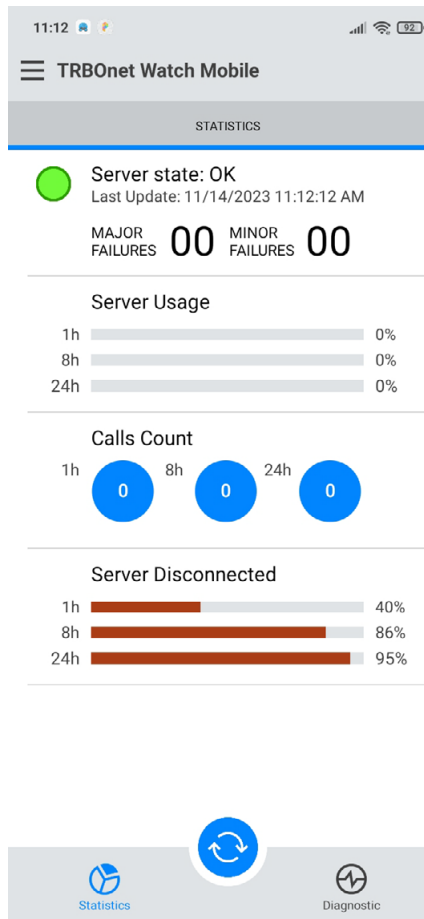 11:12
92
TRBOnet Watch Mobile
STATISTICS
Server state: OK
Last Update: 11/14/2023 11:12:12 AM
MAJOR FAILURES 00 MINOR FAILURES 00
Server Usage
1h 0%
8h 0%
24h 0%
Calls Count
1h 0 8h 0 24h 0
Server Disconnected
1h 40%
8h 86%
24h 95%
Statistics Diagnostic